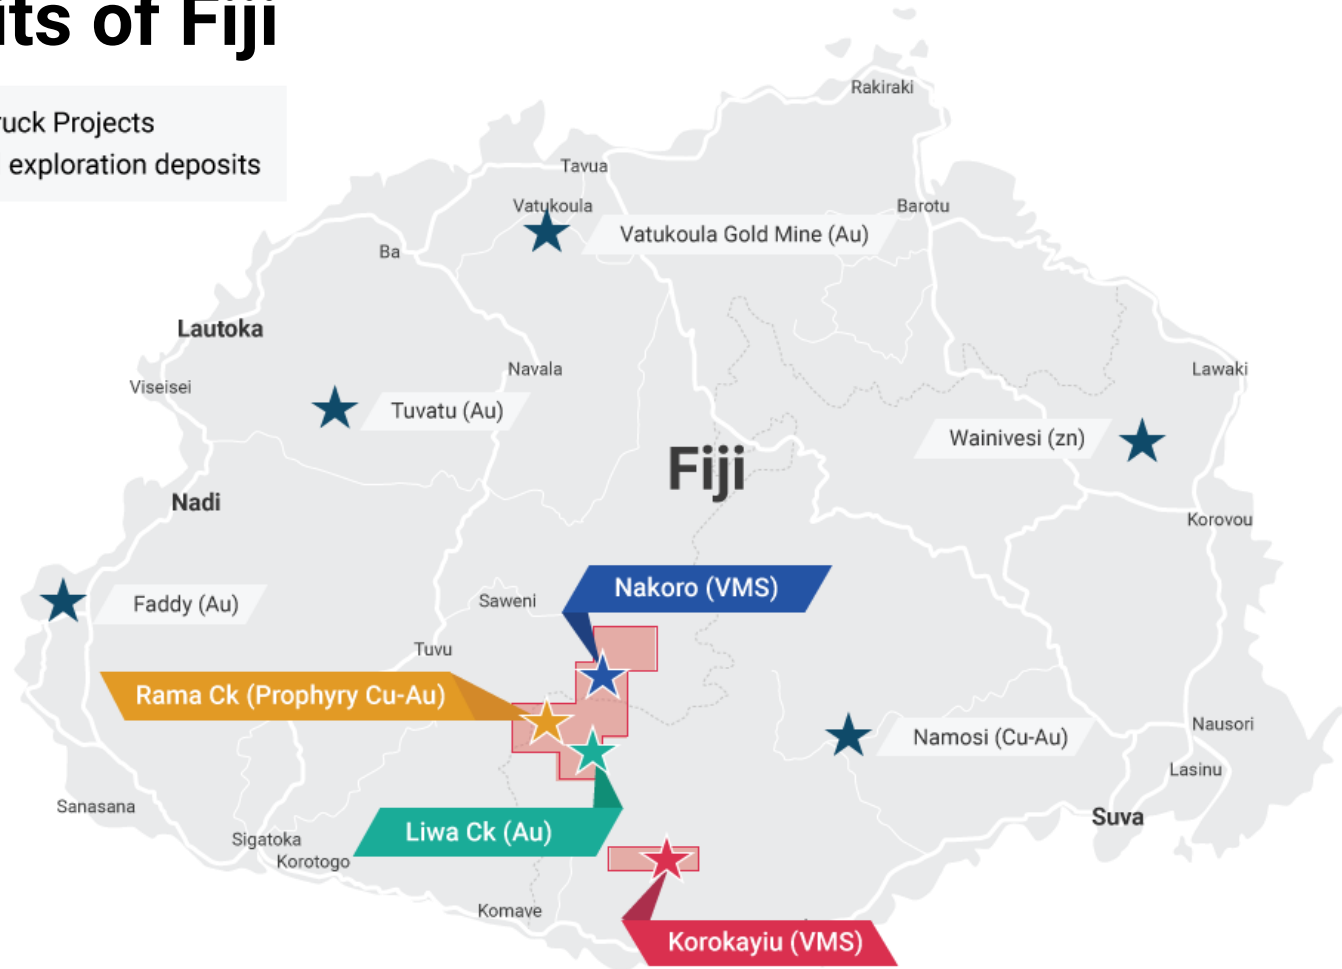 its of Fiji
ruck Projects
exploration deposits
Rakiraki
Tavua
Vatukoula
Barotu
Vatukoula Gold Mine (Au)
Ba
Lautoka
Navala
Lawaki
Viseisei
Tuvatu (Au)
Wainivesi (zn)
Fiji
Nadi
Korovou
Nakoro (VMS)
Saweni
Faddy (Au)
Tuvu
Rama Ck (Prophyry Cu-Au)
Nausori
Namosi (Cu-Au)
Lasinu
Sanasana
Suva
Liwa Ck (Au)
Sigatoka
Korotogo
Komave
Korokayiu (VMS)